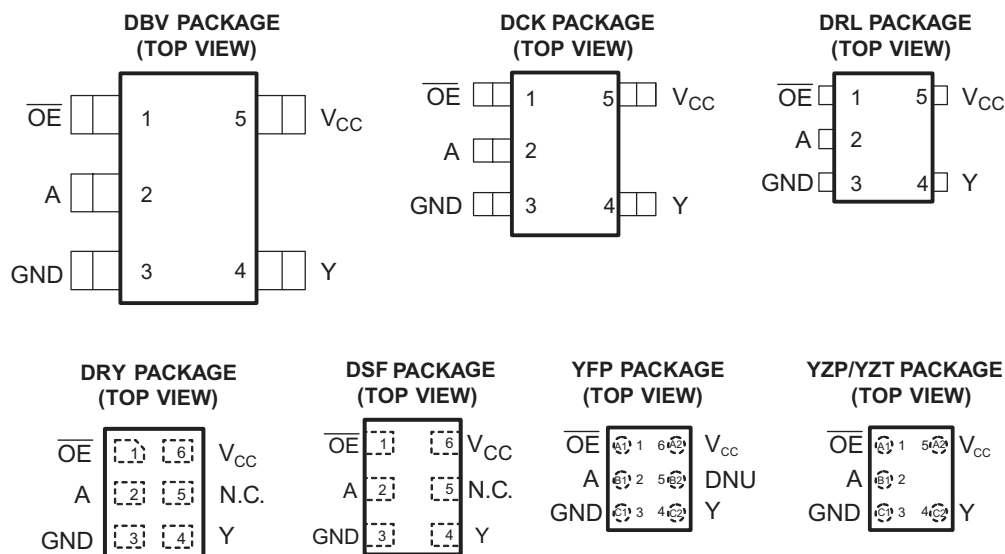 DBV PACKAGE
(TOP VIEW)
OE 1 5 VCC
A 2
GND 3 4 Y
DCK PACKAGE
(TOP VIEW)
OE 1 5 VCC
A 2
GND 3 4 Y
DRL PACKAGE
(TOP VIEW)
OE 1 5 VCC
A 2
GND 3 4 Y
DRY PACKAGE
(TOP VIEW)
OE 1 6 VCC
A 2 5 N.C.
GND 3 4 Y
DSF PACKAGE
(TOP VIEW)
OE 1 6 VCC
A 2 5 N.C.
GND 3 4 Y
YFP PACKAGE
(TOP VIEW)
OE A1 1 6 A2 VCC
A B1 2 5 B2 DNU
GND C1 3 4 C2 Y
YZP/YZT PACKAGE
(TOP VIEW)
OE A1 1 5 A2 VCC
A B1 2
GND C1 3 4 C2 Y